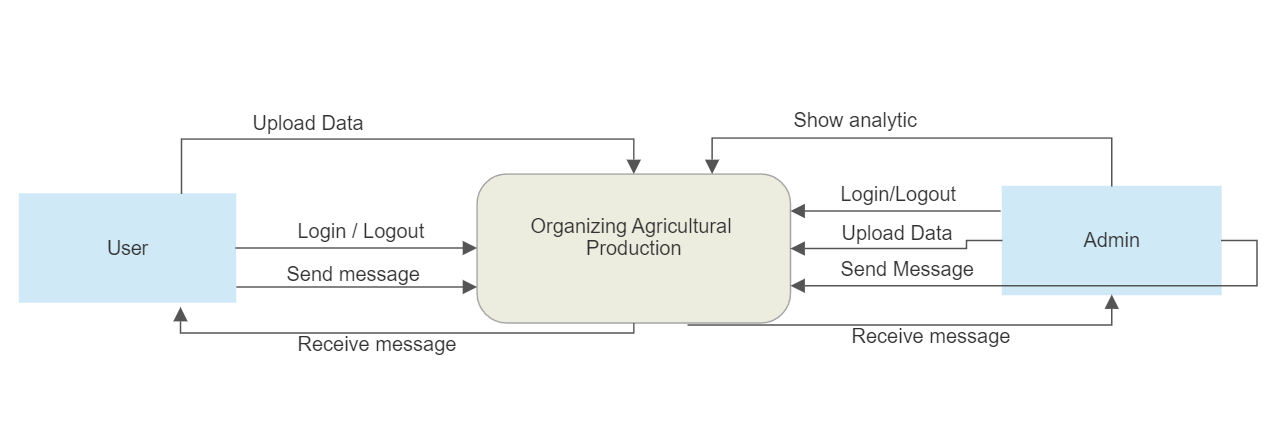 Upload Data
Show analytic
User
Login / Logout
Send message
Receive message
Organizing Agricultural
Production
Login/Logout
Upload Data
Send Message
Receive message
Admin